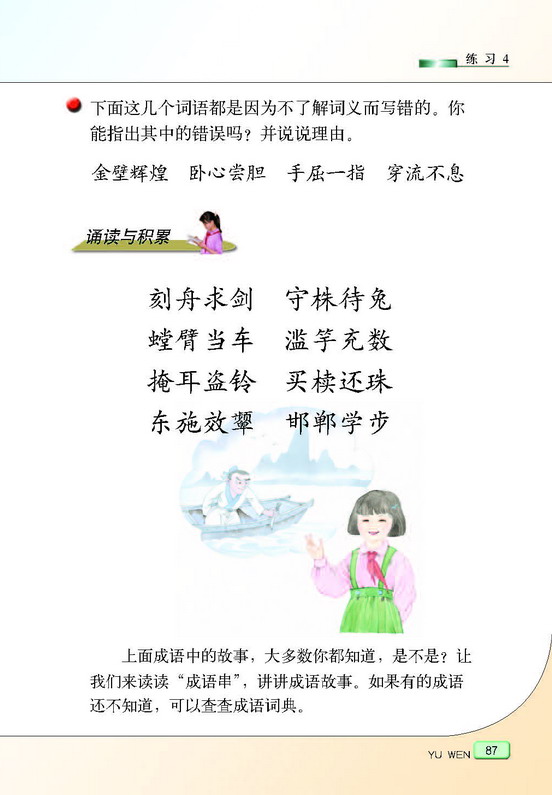 练习4
下面这几个词语都是因为不了解词义而写错的。你
能指出其中的错误吗？并说说理由。
金壁辉煌　卧心尝胆　手屈一指　穿流不息
诵读与积累
刻舟求剑　守株待兔
螳臂当车　滥竽充数
掩耳盗铃　买椟还珠
东施效颦　邯郸学步
上面成语中的故事，大多数你都知道，是不是？让
我们来读读“成语串”，讲讲成语故事。如果有的成语
还不知道，可以查查成语词典。
YU WEN 87